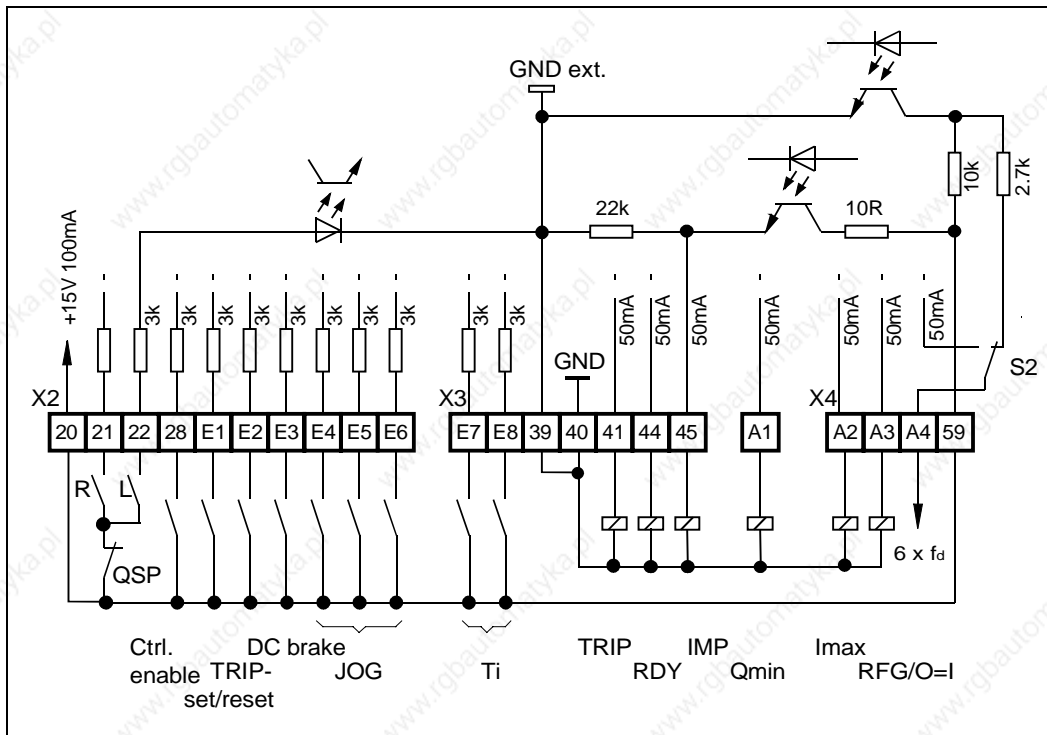 GND ext.
10k
2.7k
22k
10R
+15V 100mA
3k
3k
3k
3k
3k
3k
3k
3k
3k
3k
50mA
50mA
50mA
50mA
50mA
50mA
50mA
GND
S2
X2
X3
X4
20 21 22 28 E1 E2 E3 E4 E5 E6
E7 E8 39 40 41 44 45
A1
A2 A3 A4 59
R
L
QSP
6 x fd
Ctrl.
enable
TRIP-
set/reset
DC brake
JOG
Ti
TRIP
RDY
IMP
Qmin
Imax
RFG/O=I
www.rgbautomatyka.pl